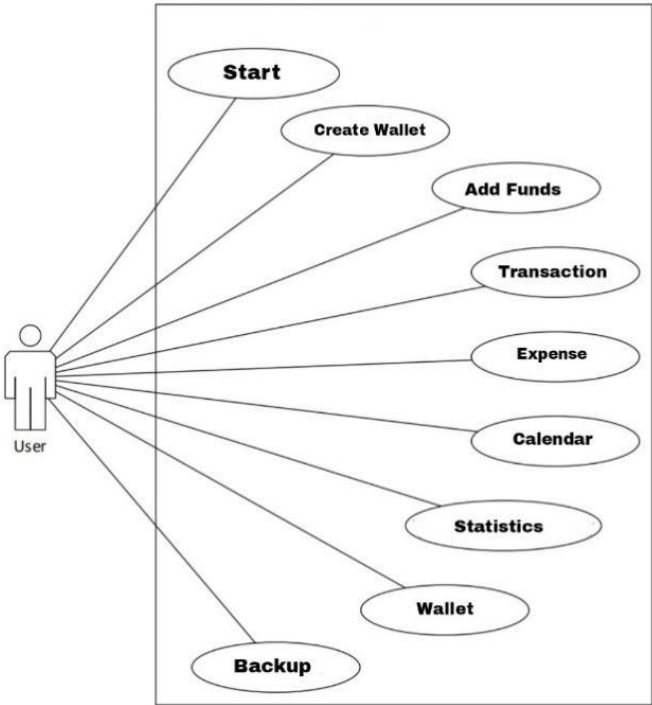 Start
Create Wallet
Add Funds
Transaction
Expense
Calendar
User
Statistics
Wallet
Backup